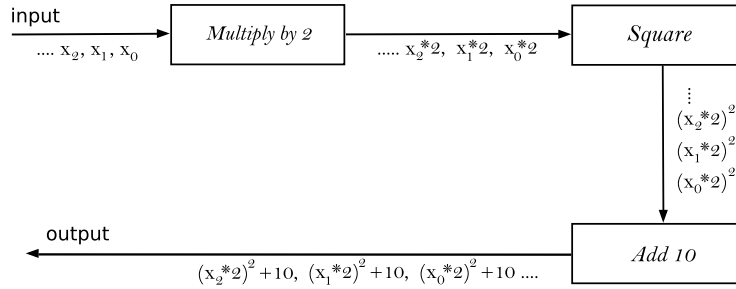 input
Multiply by 2
Square
.... x₂, x₁, x₀
..... x₂*2, x₁*2, x₀*2
⋮
(x₂*2)²
(x₁*2)²
(x₀*2)²
output
Add 10
(x₂*2)²+10, (x₁*2)²+10, (x₀*2)²+10 ....